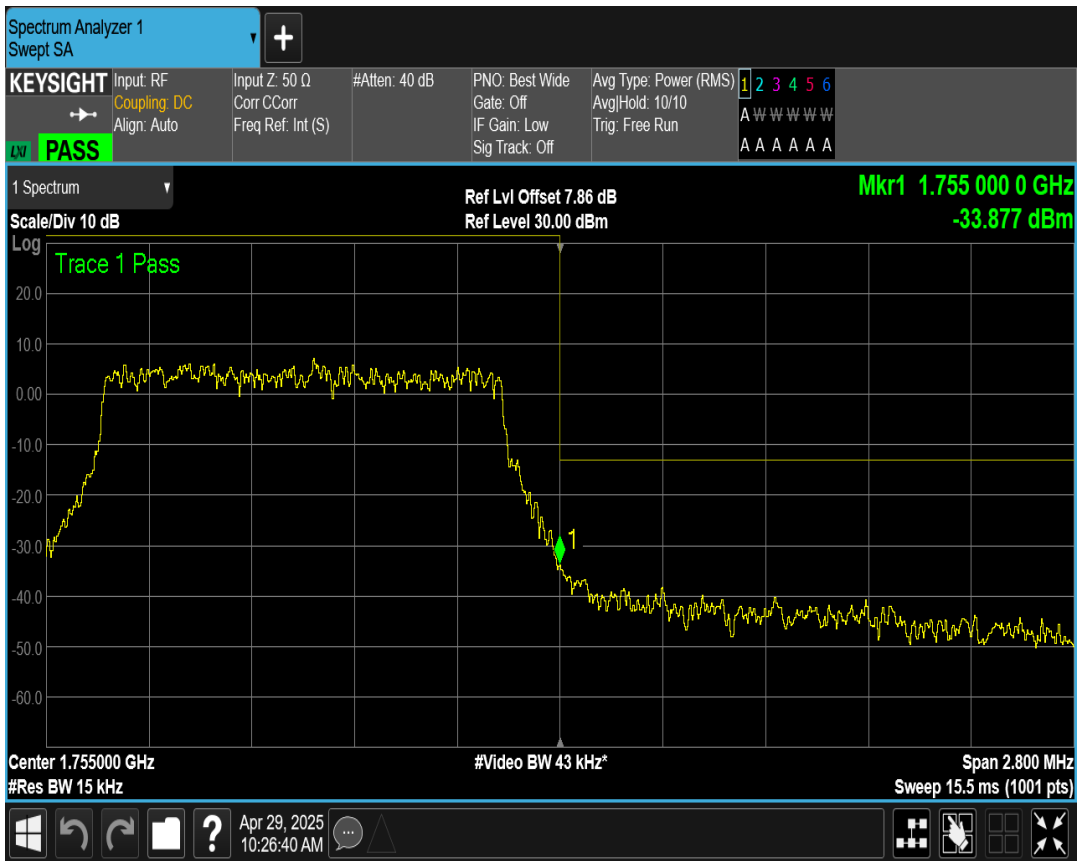 Spectrum Analyzer 1
Swept SA
+
KEYSIGHT
LXI PASS
Input: RF
Coupling: DC
Align: Auto
Input Z: 50 Ω
Corr CCorr
Freq Ref: Int (S)
#Atten: 40 dB
PNO: Best Wide
Gate: Off
IF Gain: Low
Sig Track: Off
Avg Type: Power (RMS)
Avg|Hold: 10/10
Trig: Free Run
1 2 3 4 5 6
A W W W W W
A A A A A A
1 Spectrum
Scale/Div 10 dB
Ref Lvl Offset 7.86 dB
Ref Level 30.00 dBm
Mkr1 1.755 000 0 GHz
-33.877 dBm
Log
Trace 1 Pass
20.0
10.0
0.00
-10.0
-20.0
-30.0
1
-40.0
-50.0
-60.0
Center 1.755000 GHz
#Video BW 43 kHz*
Span 2.800 MHz
#Res BW 15 kHz
Sweep 15.5 ms (1001 pts)
?
Apr 29, 2025
10:26:40 AM